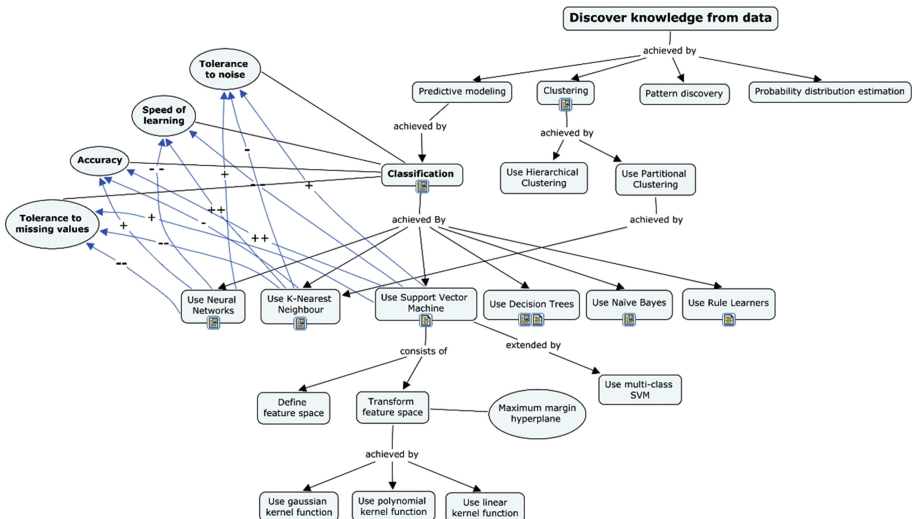 Discover knowledge from data
achieved by
Tolerance
to noise
Predictive modeling
Clustering
Pattern discovery
Probability distribution estimation
Speed of
learning
achieved by
achieved by
Accuracy
--
-
Classification
Use Hierarchical
Clustering
Use Partitional
Clustering
+
--
+
Tolerance to
missing values
++
+
+
-
achieved By
achieved by
++
--
--
Use Neural
Networks
Use K-Nearest
Neighbour
Use Support Vector
Machine
Use Decision Trees
Use Naïve Bayes
Use Rule Learners
consists of
extended by
Define
feature space
Transform
feature space
Maximum margin
hyperplane
Use multi-class
SVM
achieved by
Use gaussian
kernel function
Use polynomial
kernel function
Use linear
kernel function